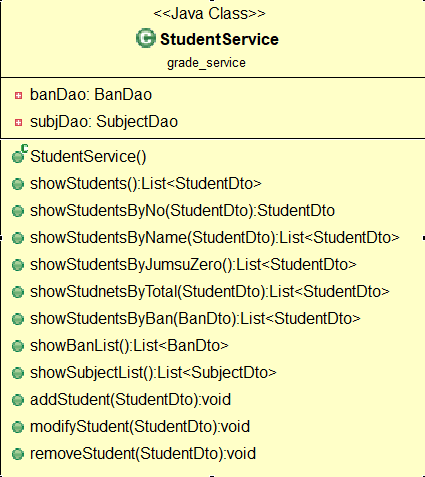 <<Java Class>>
C StudentService
grade_service
banDao: BanDao
subjDao: SubjectDao
C StudentService()
showStudents():List<StudentDto>
showStudentsByNo(StudentDto):StudentDto
showStudentsByName(StudentDto):List<StudentDto>
showStudentsByJumsuZero():List<StudentDto>
showStudnetsByTotal(StudentDto):List<StudentDto>
showStudentsByBan(BanDto):List<StudentDto>
showBanList():List<BanDto>
showSubjectList():List<SubjectDto>
addStudent(StudentDto):void
modifyStudent(StudentDto):void
removeStudent(StudentDto):void